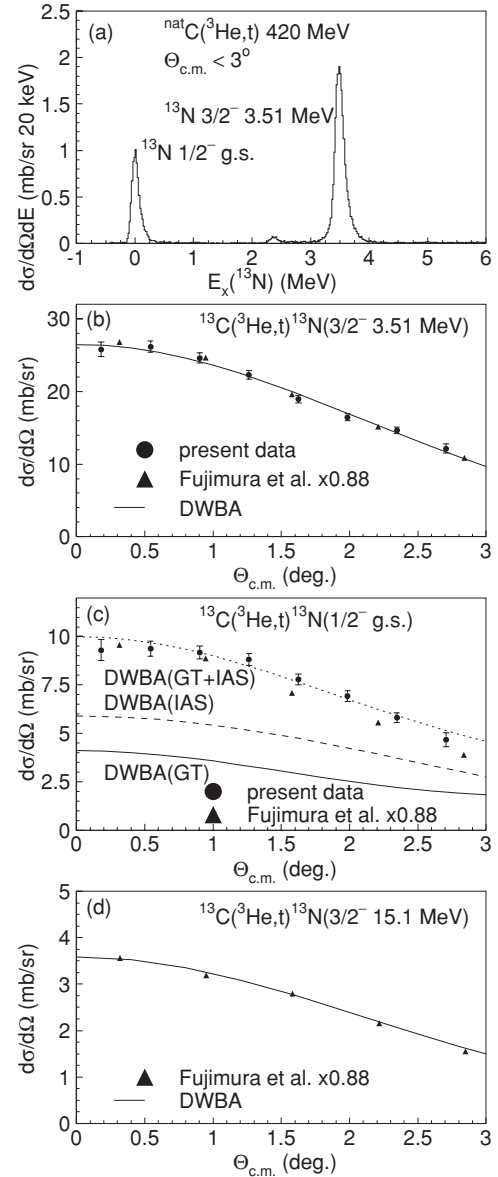 (a)
ⁿᵃᵗC(³He,t) 420 MeV
Θc.m. < 3°
¹³N 3/2⁻ 3.51 MeV
¹³N 1/2⁻ g.s.
dσ/dΩdE (mb/sr 20 keV)
2.5
2
1.5
1
0.5
0
-1 0 1 2 3 4 5 6
Eₓ(¹³N) (MeV)
(b)
¹³C(³He,t)¹³N(3/2⁻ 3.51 MeV)
dσ/dΩ (mb/sr)
30
20
10
0
present data
Fujimura et al. x0.88
DWBA
0 0.5 1 1.5 2 2.5 3
Θc.m. (deg.)
(c)
¹³C(³He,t)¹³N(1/2⁻ g.s.)
dσ/dΩ (mb/sr)
10
7.5
5
2.5
0
DWBA(GT+IAS)
DWBA(IAS)
DWBA(GT)
present data
Fujimura et al. x0.88
0 0.5 1 1.5 2 2.5 3
Θc.m. (deg.)
(d)
¹³C(³He,t)¹³N(3/2⁻ 15.1 MeV)
dσ/dΩ (mb/sr)
5
4
3
2
1
0
Fujimura et al. x0.88
DWBA
0 0.5 1 1.5 2 2.5 3
Θc.m. (deg.)